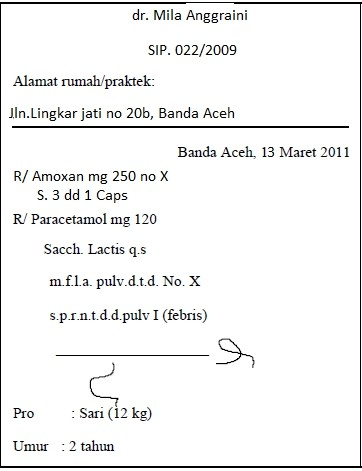 dr. Mila Anggraini
SIP. 022/2009
Alamat rumah/praktek:
Jln.Lingkar jati no 20b, Banda Aceh
Banda Aceh, 13 Maret 2011
R/ Amoxan mg 250 no X
S. 3 dd 1 Caps
R/ Paracetamol mg 120
Sacch. Lactis q.s
m.f.l.a. pulv.d.t.d. No. X
s.p.r.n.t.d.d.pulv I (febris)
Pro : Sari (12 kg)
Umur : 2 tahun